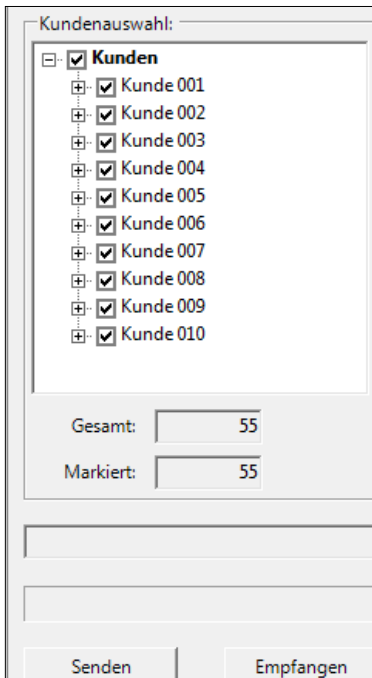 Kundenauswahl:
Kunden
Kunde 001
Kunde 002
Kunde 003
Kunde 004
Kunde 005
Kunde 006
Kunde 007
Kunde 008
Kunde 009
Kunde 010
Gesamt: 55
Markiert: 55
Senden Empfangen